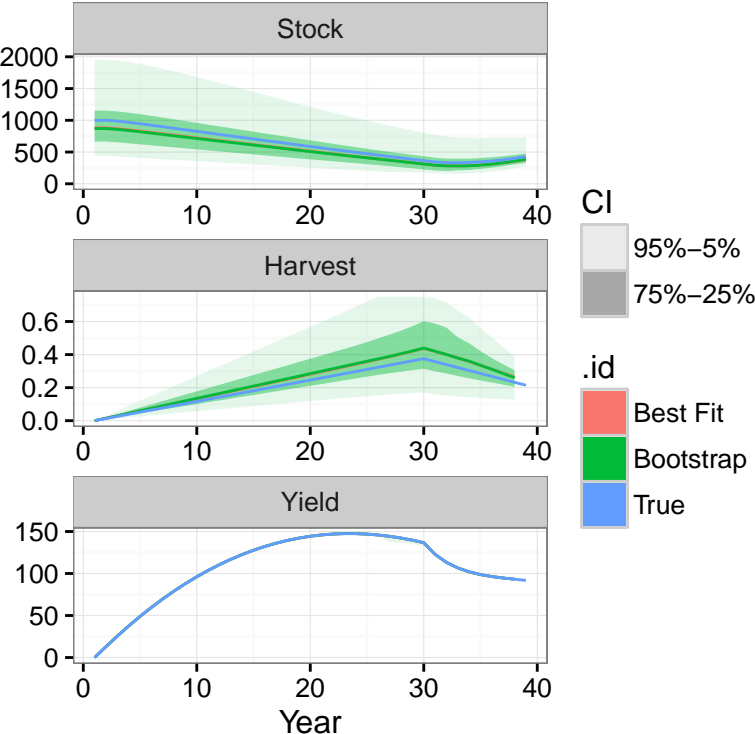 Stock
2000
1500
1000
500
0
0 10 20 30 40
Harvest
0.6
0.4
0.2
0.0
0 10 20 30 40
Yield
150
100
50
0
0 10 20 30 40
Year
CI
95%−5%
75%−25%
.id
Best Fit
Bootstrap
True